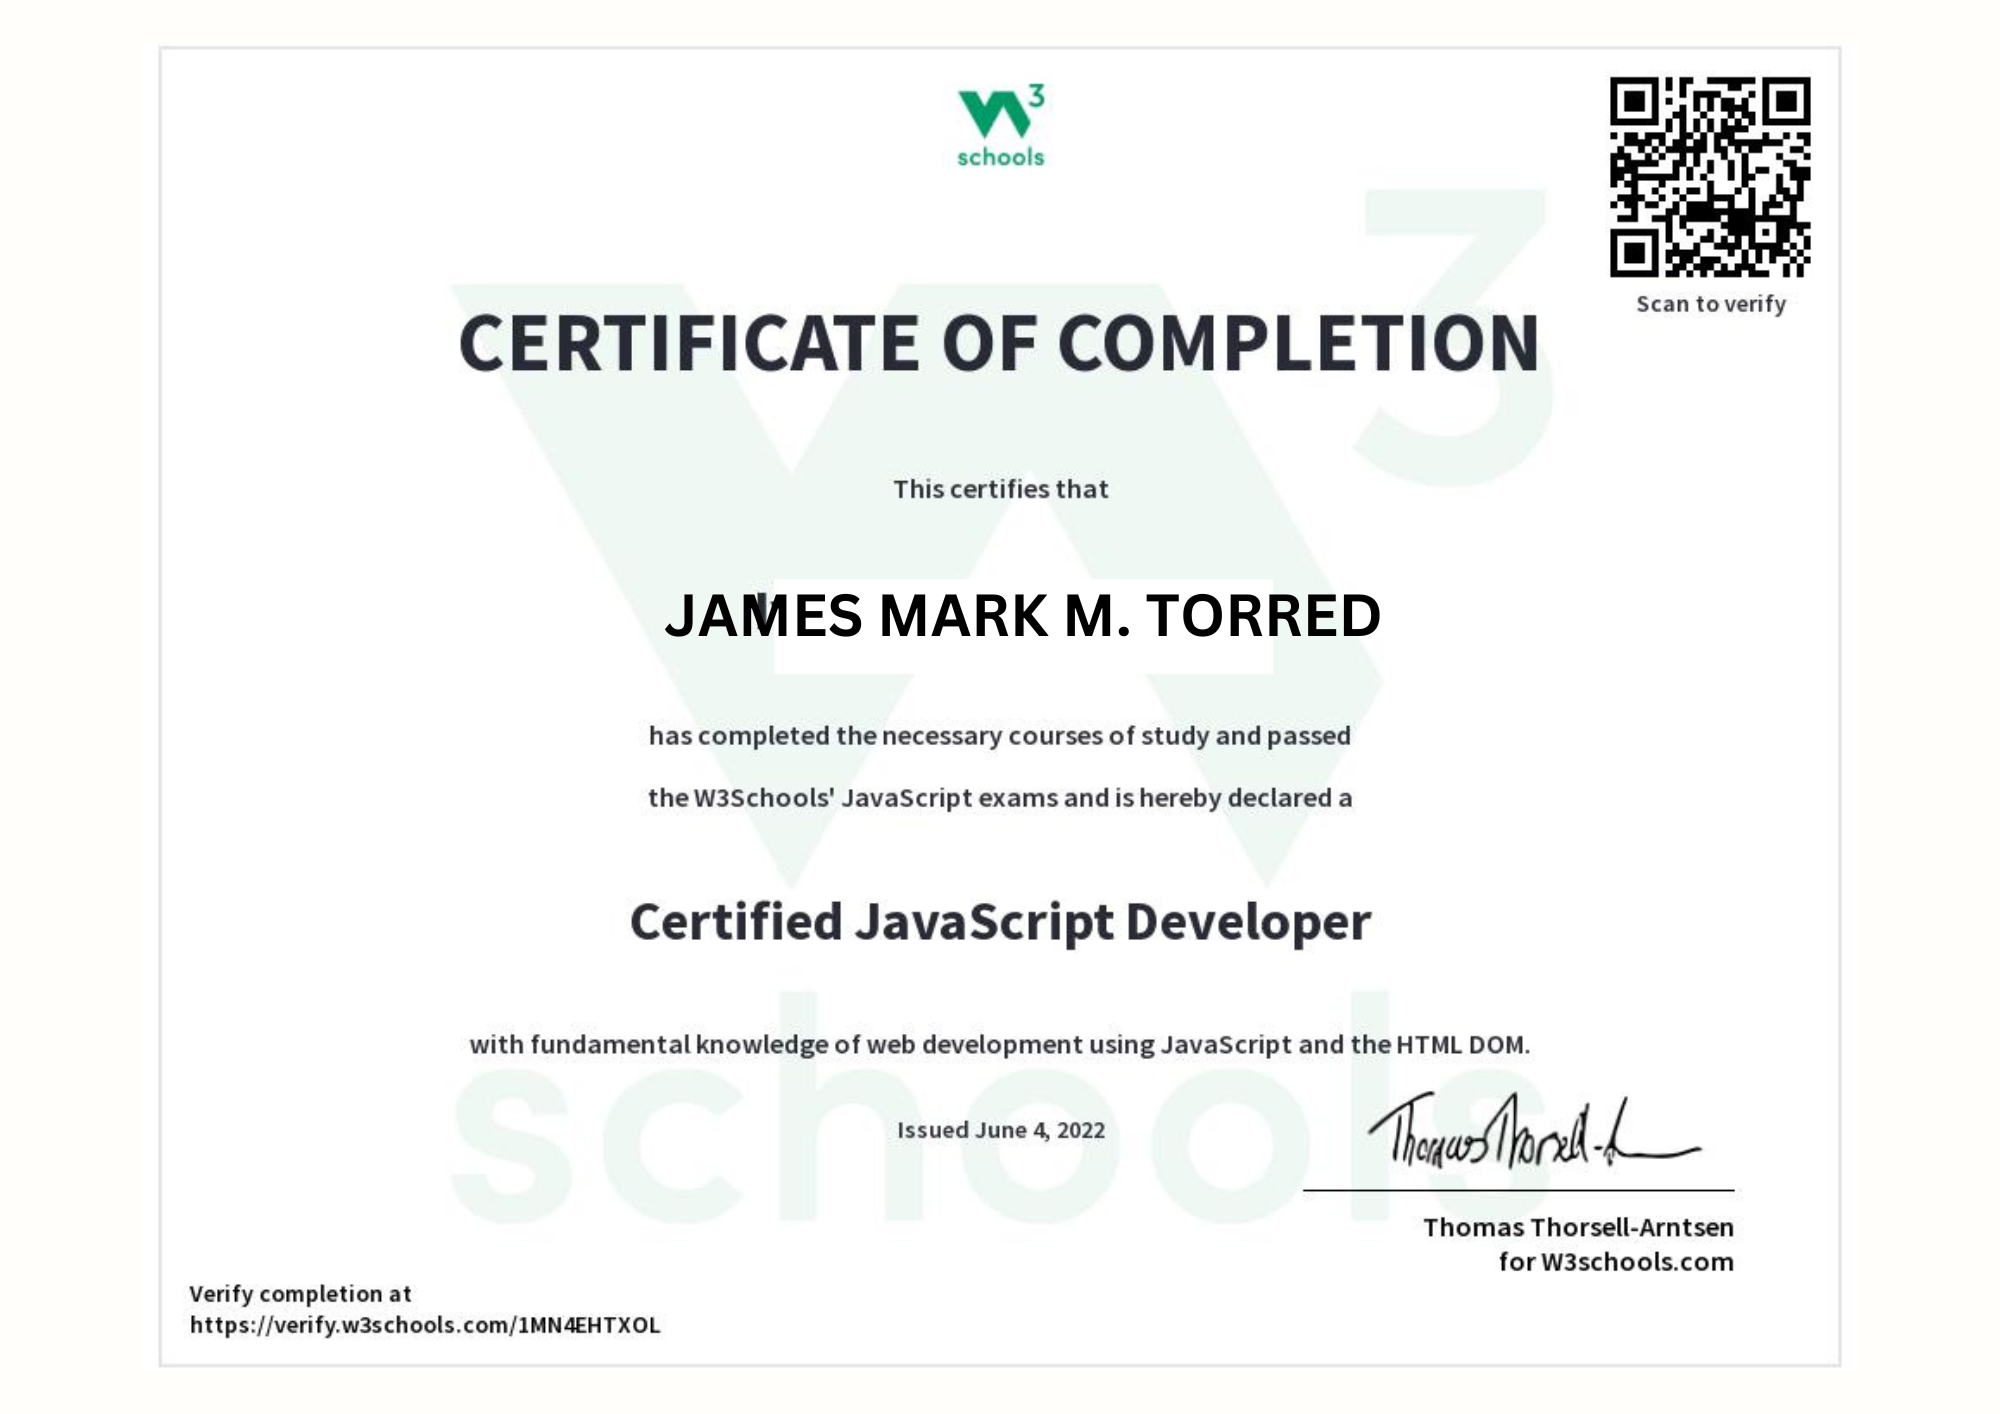 W3
schools
Scan to verify
CERTIFICATE OF COMPLETION
This certifies that
JAMES MARK M. TORRED
has completed the necessary courses of study and passed
the W3Schools' JavaScript exams and is hereby declared a
Certified JavaScript Developer
with fundamental knowledge of web development using JavaScript and the HTML DOM.
Issued June 4, 2022
Thomas Thorsell-A
Thomas Thorsell-Arntsen
for W3schools.com
Verify completion at
https://verify.w3schools.com/1MN4EHTXOL
W3
schools